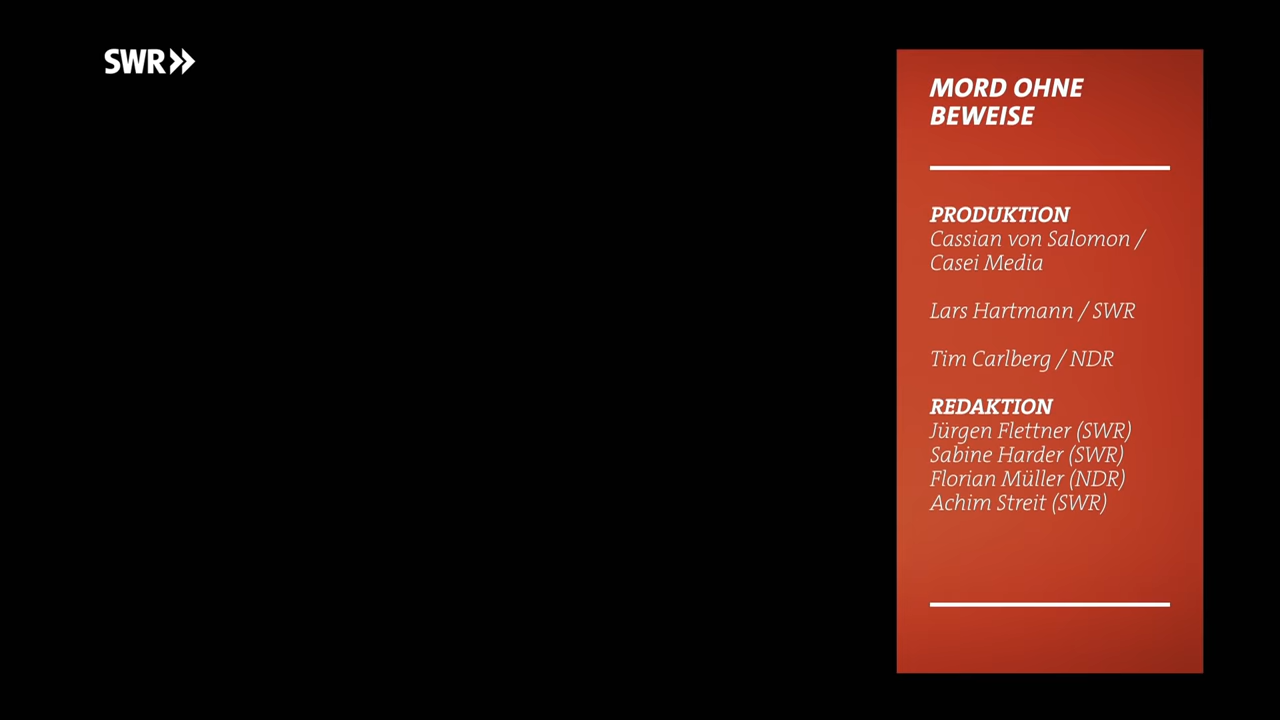 SWR
MORD OHNE
BEWEISE
PRODUKTION
Cassian von Salomon /
Casei Media
Lars Hartmann / SWR
Tim Carlberg / NDR
REDAKTION
Jürgen Flettner (SWR)
Sabine Harder (SWR)
Florian Müller (NDR)
Achim Streit (SWR)